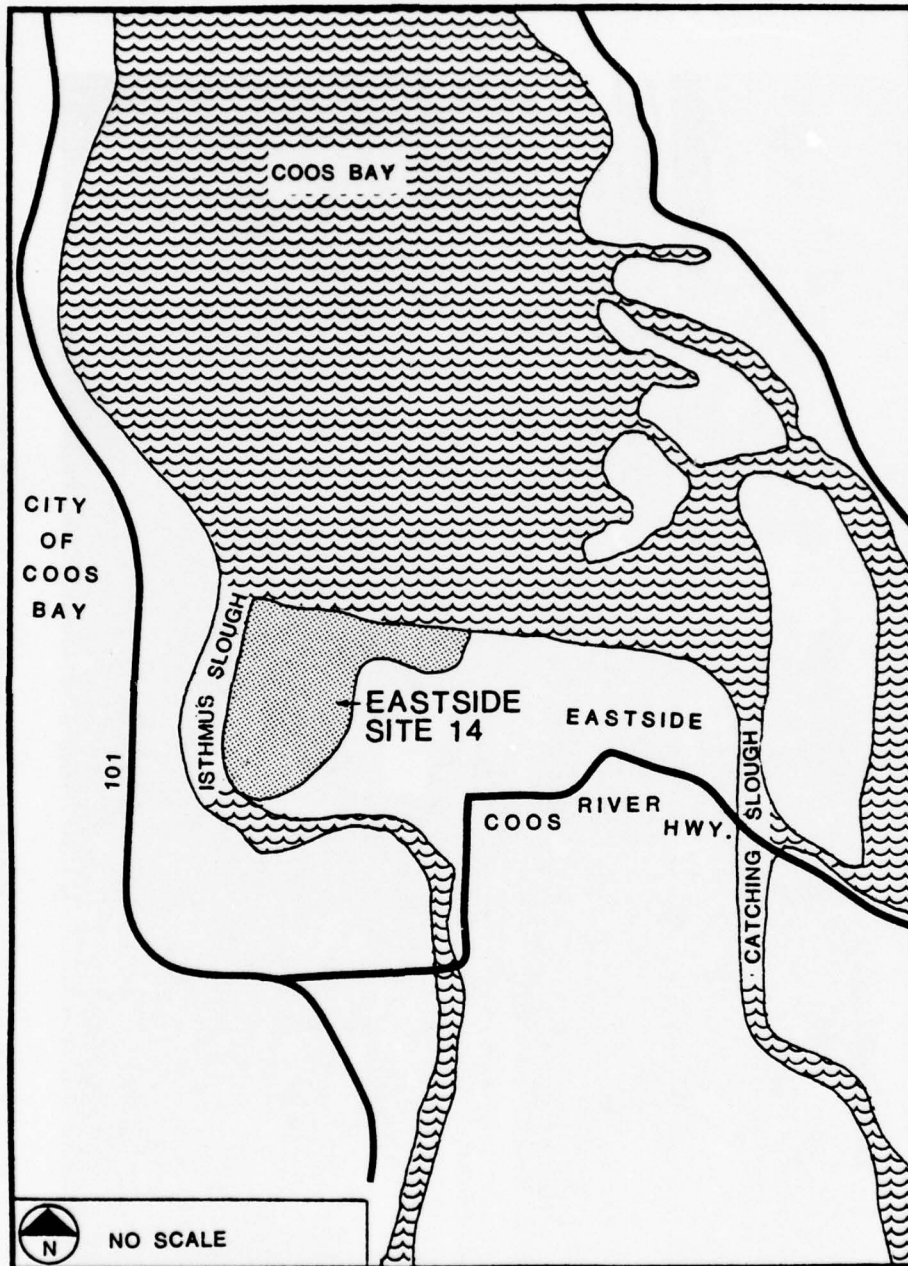 COOS BAY
CITY
OF
COOS
BAY
ISTHMUS SLOUGH
EASTSIDE
SITE 14
EASTSIDE
101
COOS RIVER HWY.
CATCHING SLOUGH
N
NO SCALE